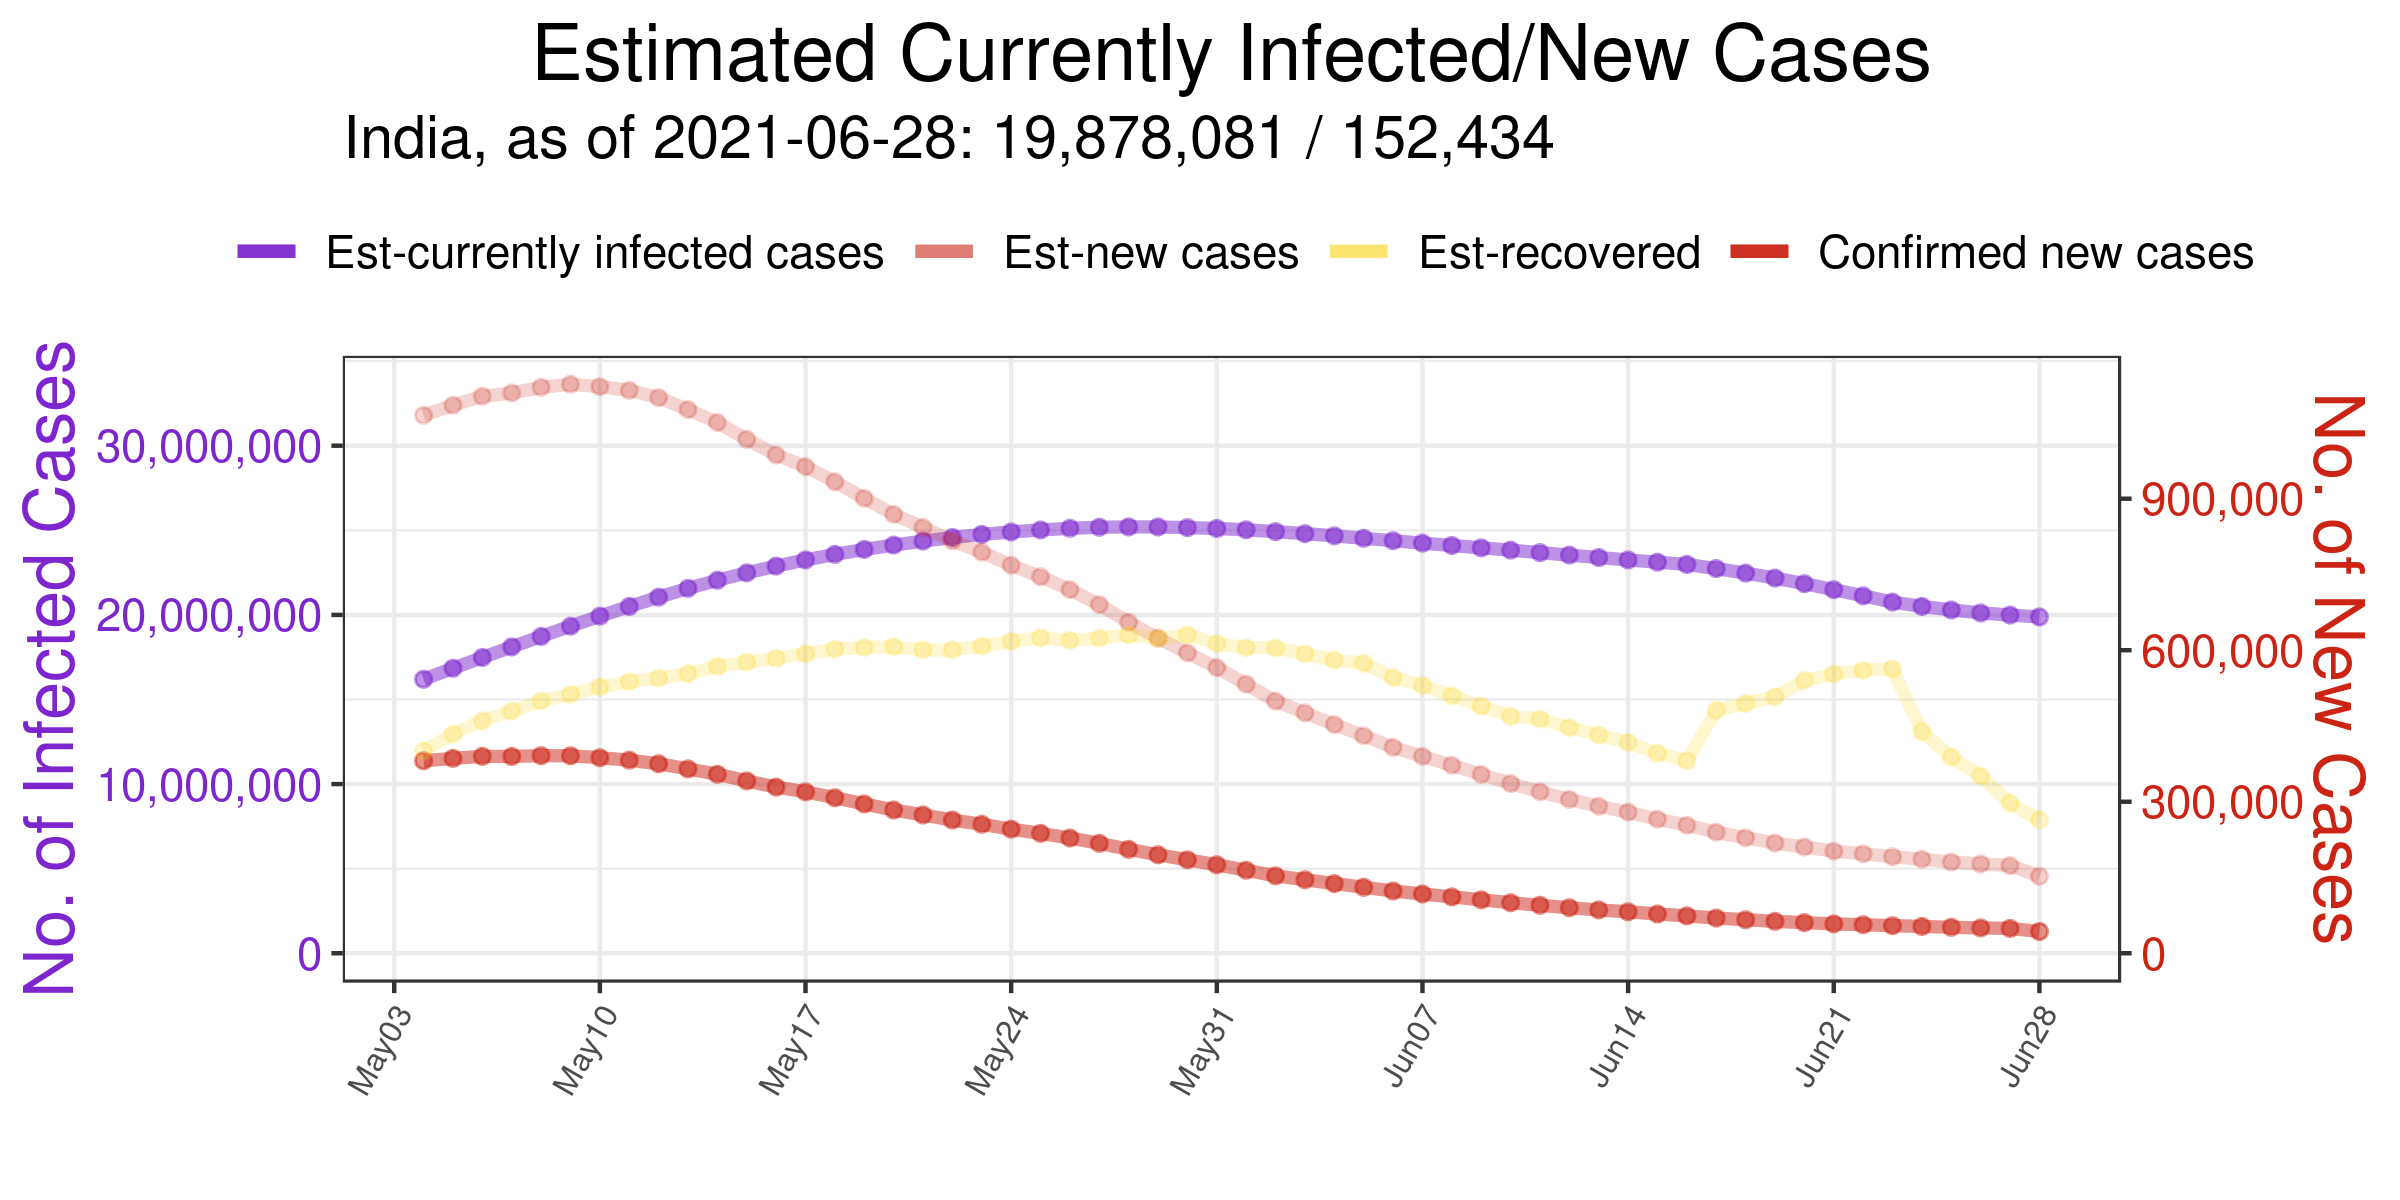 Estimated Currently Infected/New Cases
India, as of 2021-06-28: 19,878,081 / 152,434
Est-currently infected cases Est-new cases Est-recovered Confirmed new cases
No. of Infected Cases
30,000,000
20,000,000
10,000,000
0
900,000
600,000
300,000
0
No. of New Cases
May03 May10 May17 May24 May31 Jun07 Jun14 Jun21 Jun28